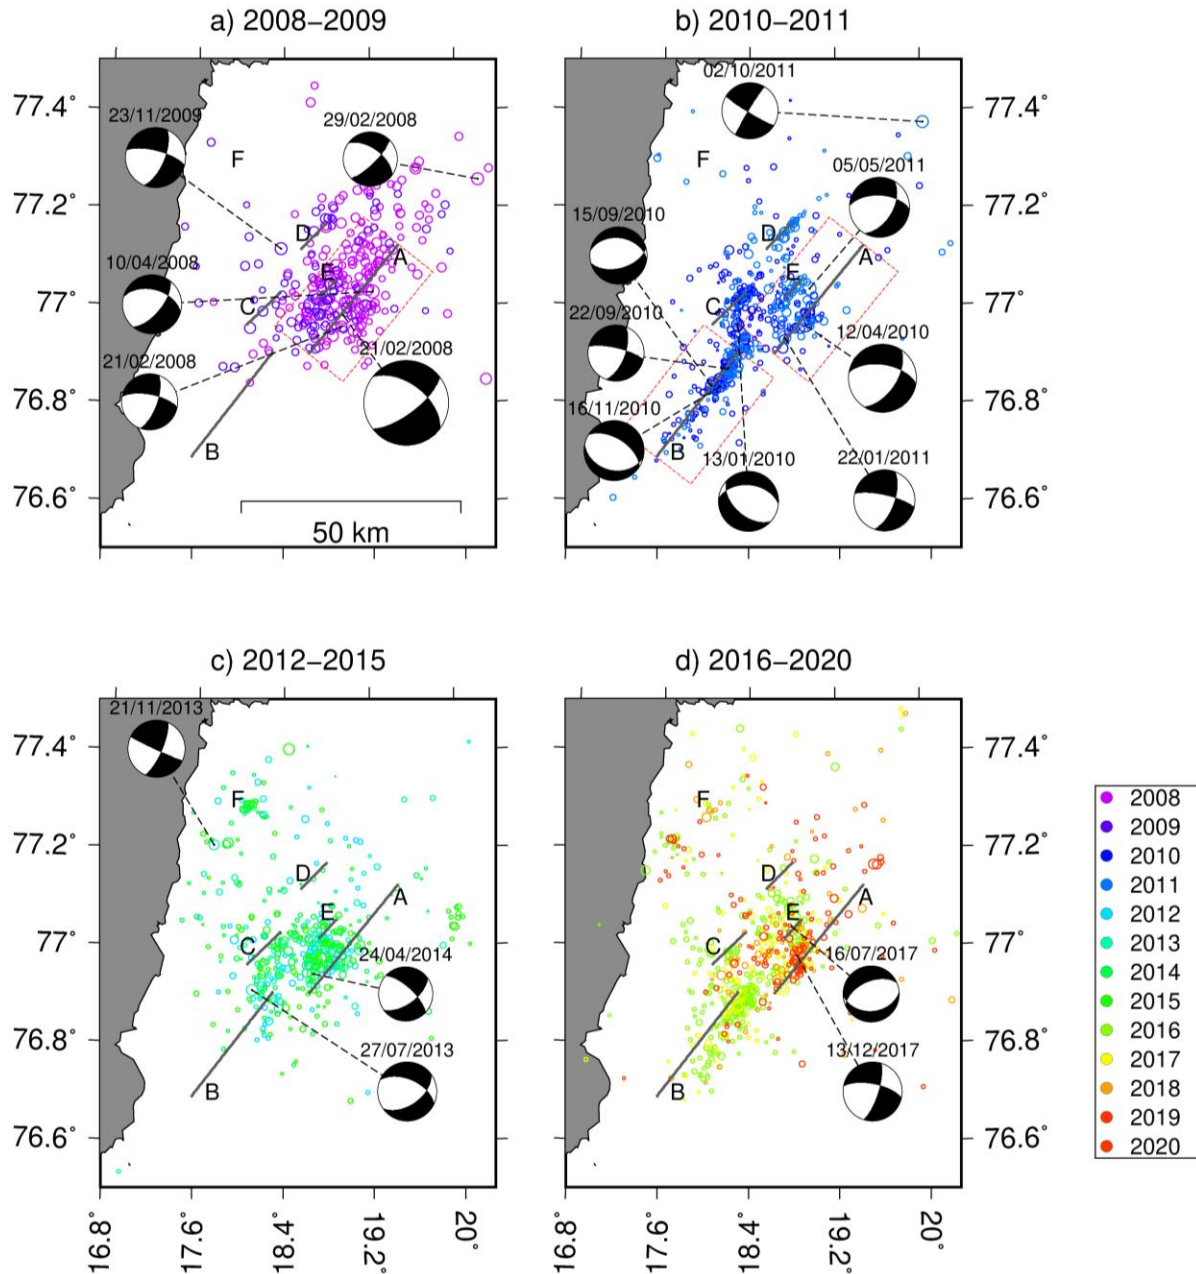 a) 2008–2009
b) 2010–2011
77.4°
77.2°
77°
76.8°
76.6°
23/11/2009
29/02/2008
F
D
A
E
10/04/2008
C
21/02/2008
21/02/2008
B
50 km
02/10/2011
F
05/05/2011
15/09/2010
D
A
E
C
22/09/2010
12/04/2010
16/11/2010
B
13/01/2010
22/01/2011
77.4°
77.2°
77°
76.8°
76.6°
c) 2012–2015
d) 2016–2020
77.4°
77.2°
77°
76.8°
76.6°
21/11/2013
F
D
A
E
C
24/04/2014
27/07/2013
B
16.8°
17.6°
18.4°
19.2°
20°
F
D
A
E
C
16/07/2017
13/12/2017
B
16.8°
17.6°
18.4°
19.2°
20°
77.4°
77.2°
77°
76.8°
76.6°
2008
2009
2010
2011
2012
2013
2014
2015
2016
2017
2018
2019
2020